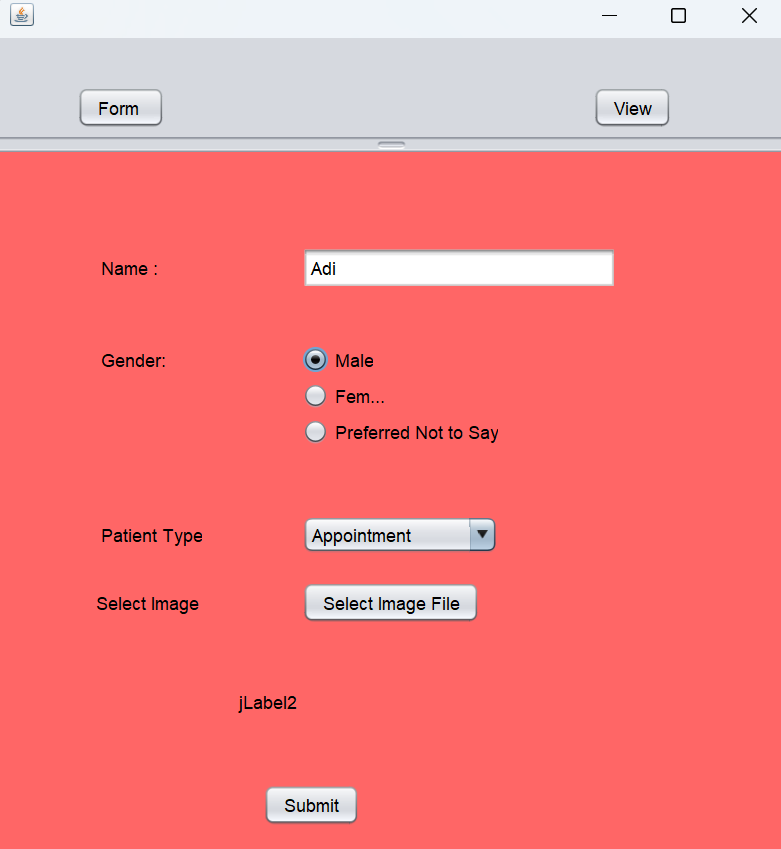 Form View
Name : Adi
Gender: Male
Fem...
Preferred Not to Say
Patient Type Appointment
Select Image Select Image File
jLabel2
Submit